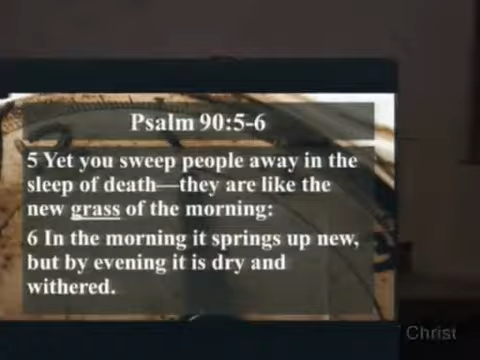 Psalm 90:5-6
5 Yet you sweep people away in the
sleep of death—they are like the
new grass of the morning:
6 In the morning it springs up new,
but by evening it is dry and
withered.
Christ